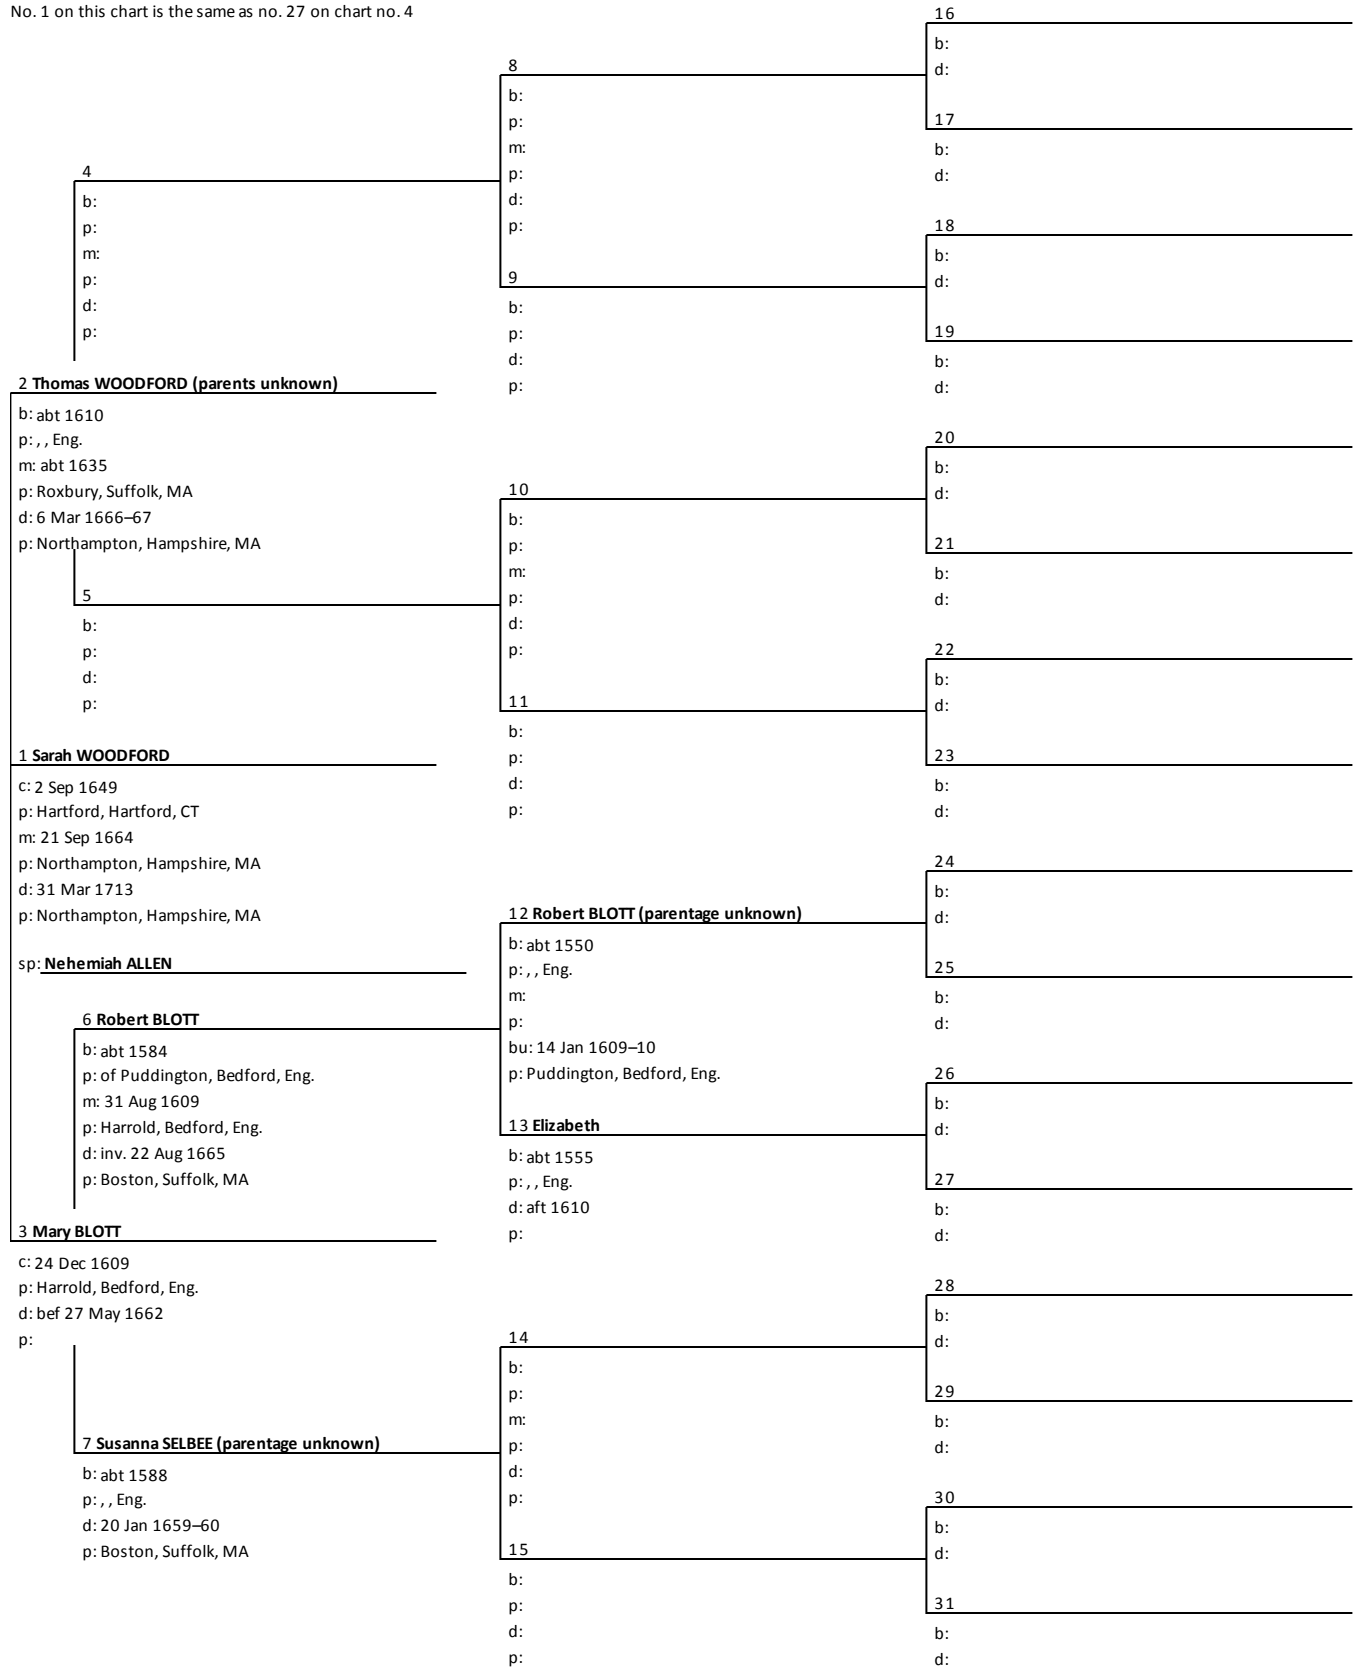 No. 1 on this chart is the same as no. 27 on chart no. 4
4
b:
p:
m:
p:
d:
p:
2 Thomas WOODFORD (parents unknown)
b: abt 1610
p: , , Eng.
m: abt 1635
p: Roxbury, Suffolk, MA
d: 6 Mar 1666–67
p: Northampton, Hampshire, MA
5
b:
p:
d:
p:
1 Sarah WOODFORD
c: 2 Sep 1649
p: Hartford, Hartford, CT
m: 21 Sep 1664
p: Northampton, Hampshire, MA
d: 31 Mar 1713
p: Northampton, Hampshire, MA
sp: Nehemiah ALLEN
6 Robert BLOTT
b: abt 1584
p: of Puddington, Bedford, Eng.
m: 31 Aug 1609
p: Harrold, Bedford, Eng.
d: inv. 22 Aug 1665
p: Boston, Suffolk, MA
3 Mary BLOTT
c: 24 Dec 1609
p: Harrold, Bedford, Eng.
d: bef 27 May 1662
p:
7 Susanna SELBEE (parentage unknown)
b: abt 1588
p: , , Eng.
d: 20 Jan 1659–60
p: Boston, Suffolk, MA
8
b:
p:
m:
p:
d:
p:
9
b:
p:
d:
p:
10
b:
p:
m:
p:
d:
p:
11
b:
p:
d:
p:
12 Robert BLOTT (parentage unknown)
b: abt 1550
p: , , Eng.
m:
p:
bu: 14 Jan 1609–10
p: Puddington, Bedford, Eng.
13 Elizabeth
b: abt 1555
p: , , Eng.
d: aft 1610
p:
14
b:
p:
m:
p:
d:
p:
15
b:
p:
d:
p:
16
b:
d:
17
b:
d:
18
b:
d:
19
b:
d:
20
b:
d:
21
b:
d:
22
b:
d:
23
b:
d:
24
b:
d:
25
b:
d:
26
b:
d:
27
b:
d:
28
b:
d:
29
b:
d:
30
b:
d:
31
b:
d: